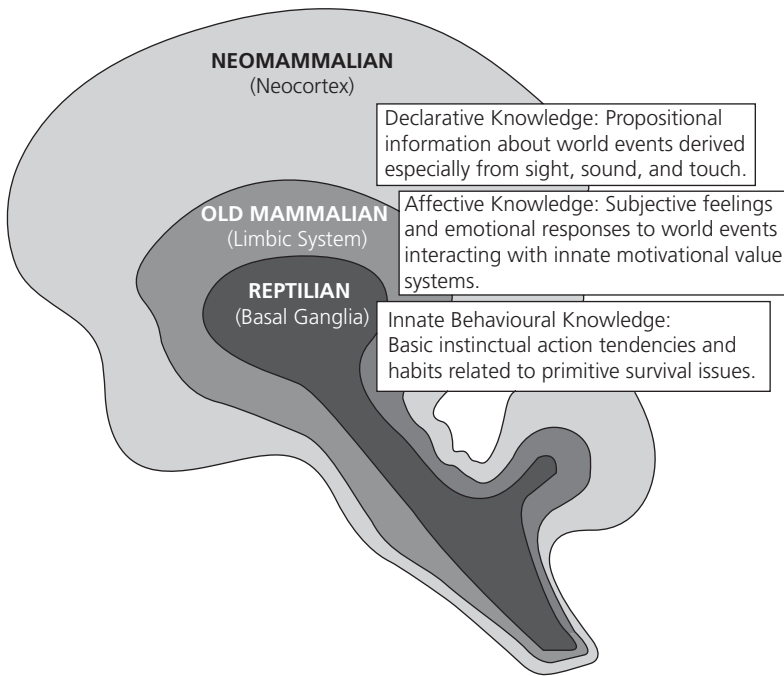 NEOMAMMALIAN
(Neocortex)
Declarative Knowledge: Propositional
information about world events derived
especially from sight, sound, and touch.
OLD MAMMALIAN
(Limbic System)
Affective Knowledge: Subjective feelings
and emotional responses to world events
interacting with innate motivational value
systems.
REPTILIAN
(Basal Ganglia)
Innate Behavioural Knowledge:
Basic instinctual action tendencies and
habits related to primitive survival issues.